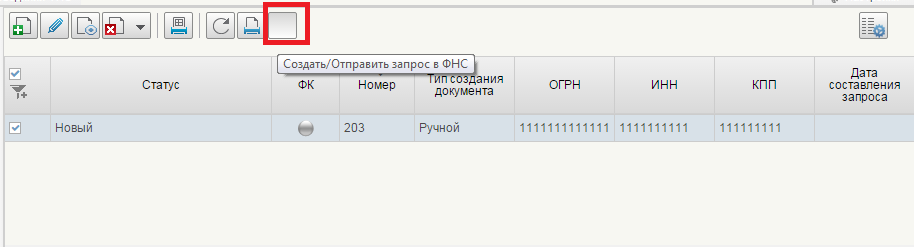 Создать/Отправить запрос в ФНС
Статус
ФК
Номер
Тип создания
документа
ОГРН
ИНН
КПП
Дата
составления
запроса
Новый
203
Ручной
1111111111111
1111111111
111111111